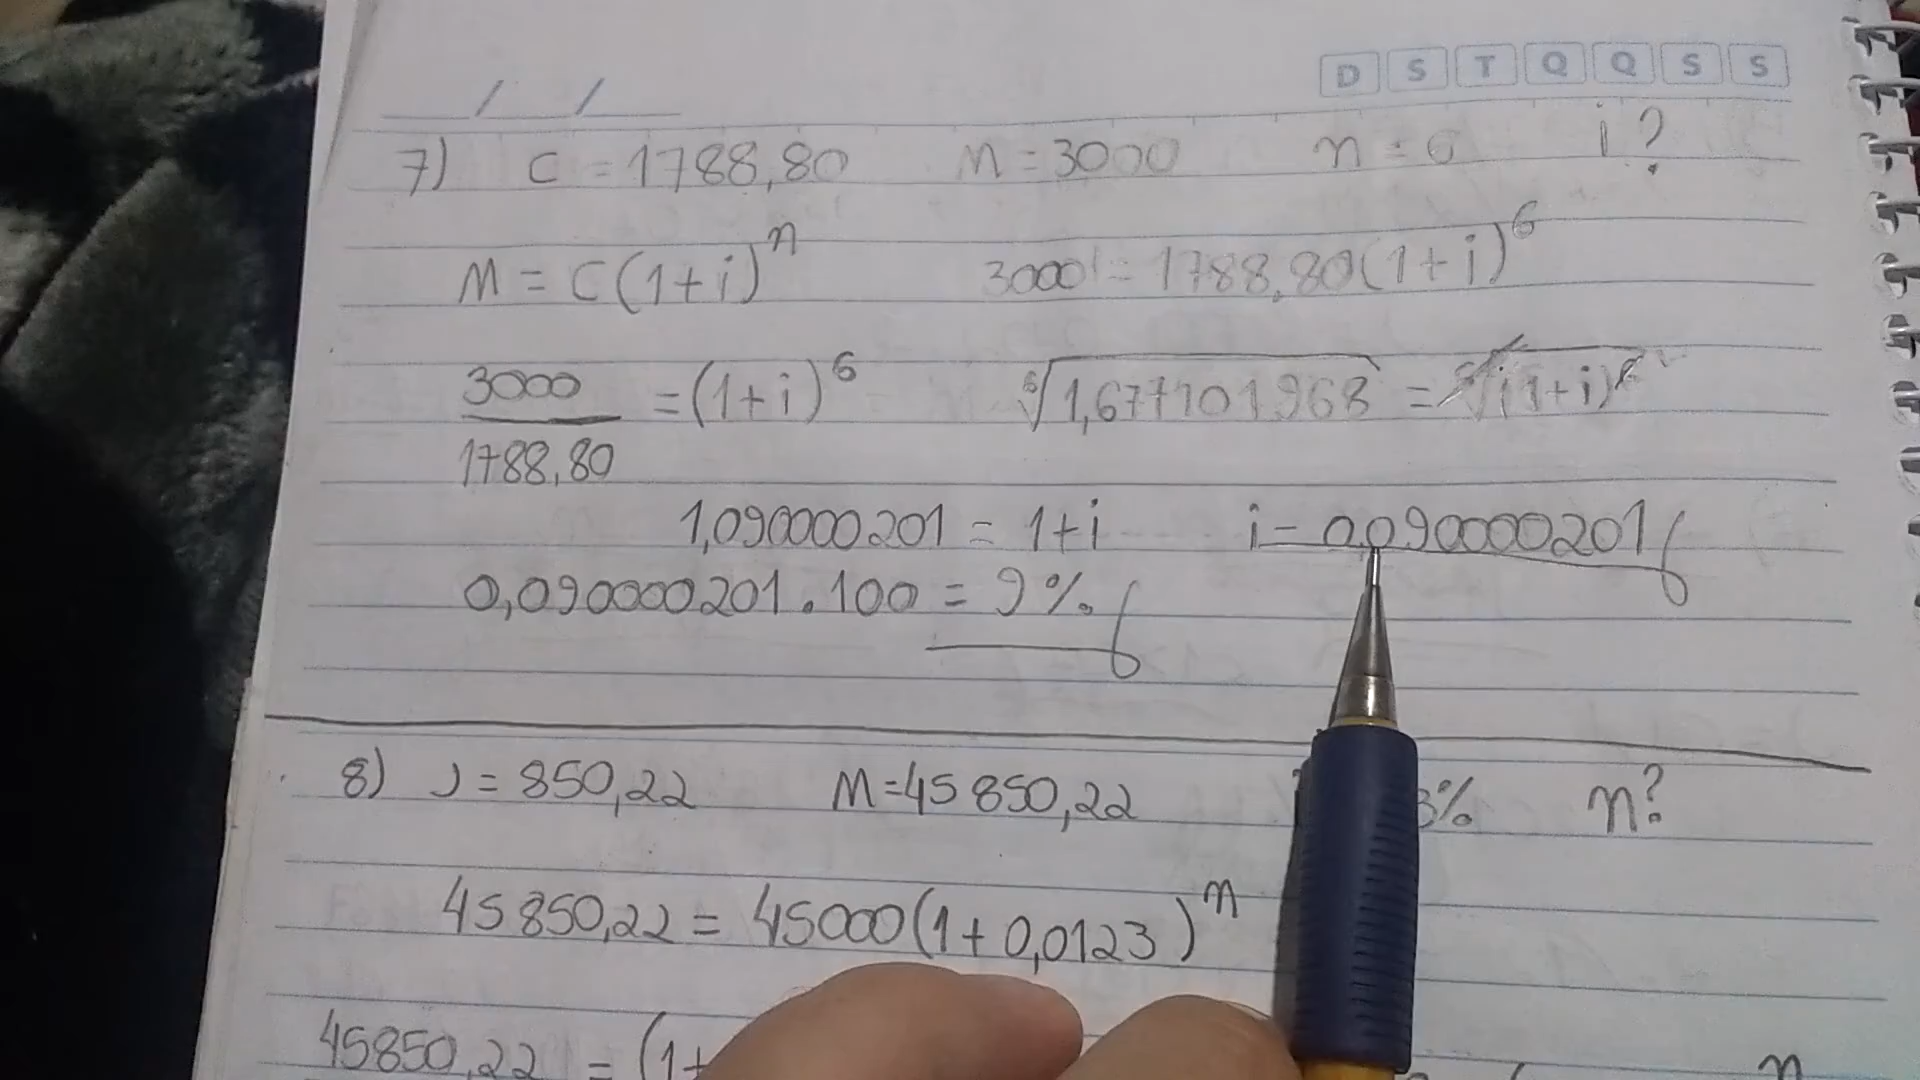 D S T Q Q S S
/ /
7) C = 1788,80 M = 3000 n = 6 i?
M = C(1+i)^n 3000 = 1788,80(1+i)^6
3000/1788,80 = (1+i)^6 ⁶√1,677101968 = ⁶√(1+i)^6
1,090000201 = 1+i i = 0,090000201
0,090000201 . 100 = 9%
8) J = 850,22 M = 45850,22 3% n?
45850,22 = 45000(1+0,0123)^n
45850,22 = (1+ n